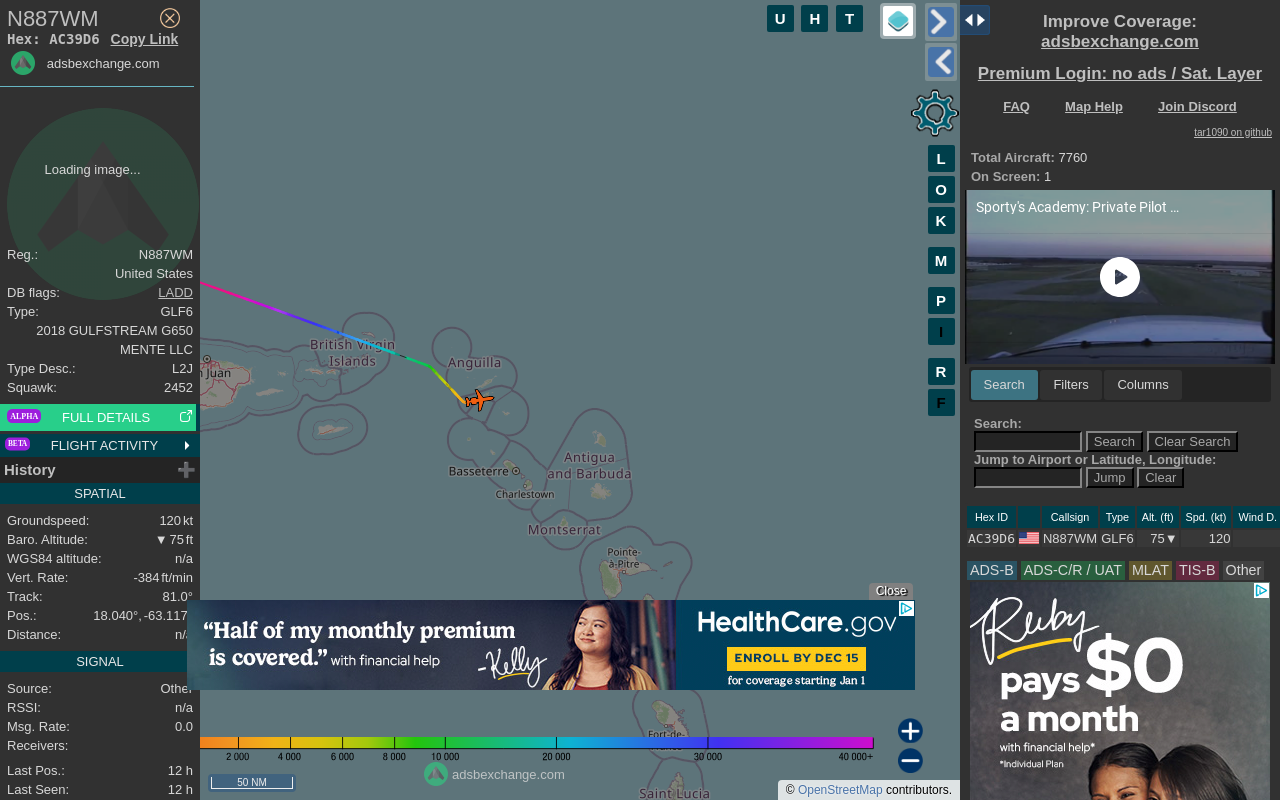 N887WM
Hex: AC39D6 Copy Link
adsbexchange.com
Loading image...
Reg.: N887WM
United States
DB flags: LADD
Type: GLF6
2018 GULFSTREAM G650
MENTE LLC
Type Desc.: L2J
Squawk: 2452
ALPHA FULL DETAILS
BETA FLIGHT ACTIVITY
History
SPATIAL
Groundspeed: 120 kt
Baro. Altitude: ▼ 75 ft
WGS84 altitude: n/a
Vert. Rate: -384 ft/min
Track: 81.0°
Pos.: 18.040°, -63.117
Distance: n/a
SIGNAL
Source: Other
RSSI: n/a
Msg. Rate: 0.0
Receivers:
Last Pos.: 12 h
Last Seen: 12 h
U H T
L
O
K
M
P
I
R
F
British Virgin
Islands
Anguilla
n Juan
Basseterre
Charlestown
Antigua
and Barbuda
Montserrat
Pointe-
à-Pitre
Fort-de-
Saint Lucia
Close
“Half of my monthly premium
is covered.” with financial help
-Kelly
HealthCare.gov
ENROLL BY DEC 15
for coverage starting Jan 1
2 000 4 000 6 000 8 000 10 000 20 000 30 000 40 000+
50 NM
adsbexchange.com
© OpenStreetMap contributors.
Improve Coverage:
adsbexchange.com
Premium Login: no ads / Sat. Layer
FAQ Map Help Join Discord
tar1090 on github
Total Aircraft: 7760
On Screen: 1
Sporty's Academy: Private Pilot ...
Search Filters Columns
Search:
Search Clear Search
Jump to Airport or Latitude, Longitude:
Jump Clear
Hex ID Callsign Type Alt. (ft) Spd. (kt) Wind D.
AC39D6 N887WM GLF6 75▼ 120
ADS-B ADS-C/R / UAT MLAT TIS-B Other
Ruby
pays $0
a month
with financial help*
*Individual Plan